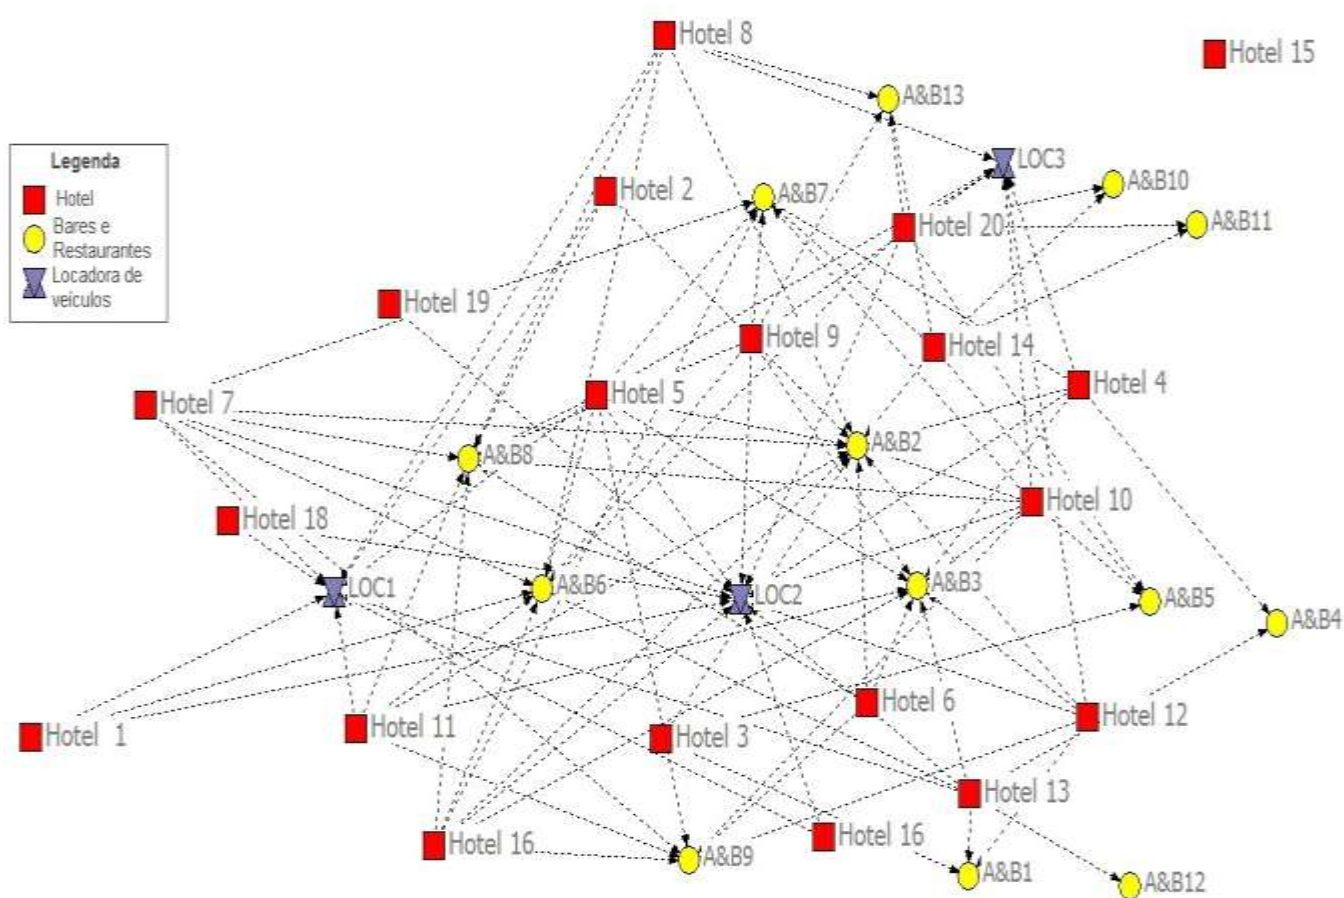 Hotel 8
Hotel 15
A&B13
Legenda
Hotel
Bares e
Restaurantes
Locadora de
veículos
LOC3
Hotel 2
A&B7
A&B10
Hotel 20
A&B11
Hotel 19
Hotel 9
Hotel 14
Hotel 5
Hotel 4
Hotel 7
A&B8
A&B2
Hotel 10
Hotel 18
LOC1
A&B6
LOC2
A&B3
A&B5
A&B4
Hotel 1
Hotel 11
Hotel 3
Hotel 6
Hotel 12
Hotel 13
Hotel 16
A&B9
Hotel 16
A&B1
A&B12